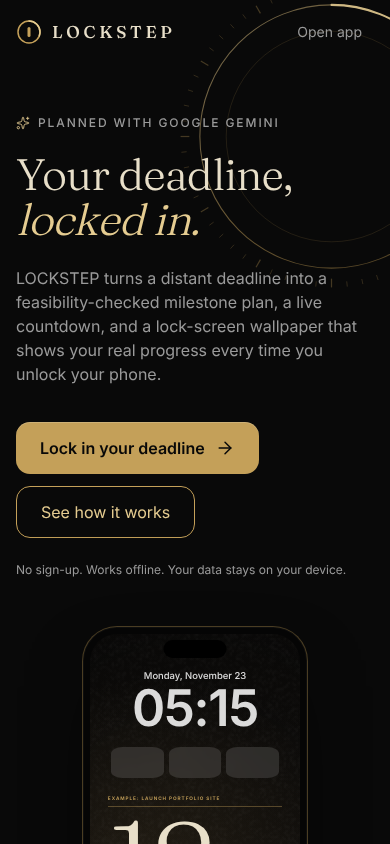 LOCKSTEP
Open app
PLANNED WITH GOOGLE GEMINI
Your deadline,
locked in.
LOCKSTEP turns a distant deadline into a
feasibility-checked milestone plan, a live
countdown, and a lock-screen wallpaper that
shows your real progress every time you
unlock your phone.
Lock in your deadline
See how it works
No sign-up. Works offline. Your data stays on your device.
Monday, November 23
05:15
EXAMPLE: LAUNCH PORTFOLIO SITE